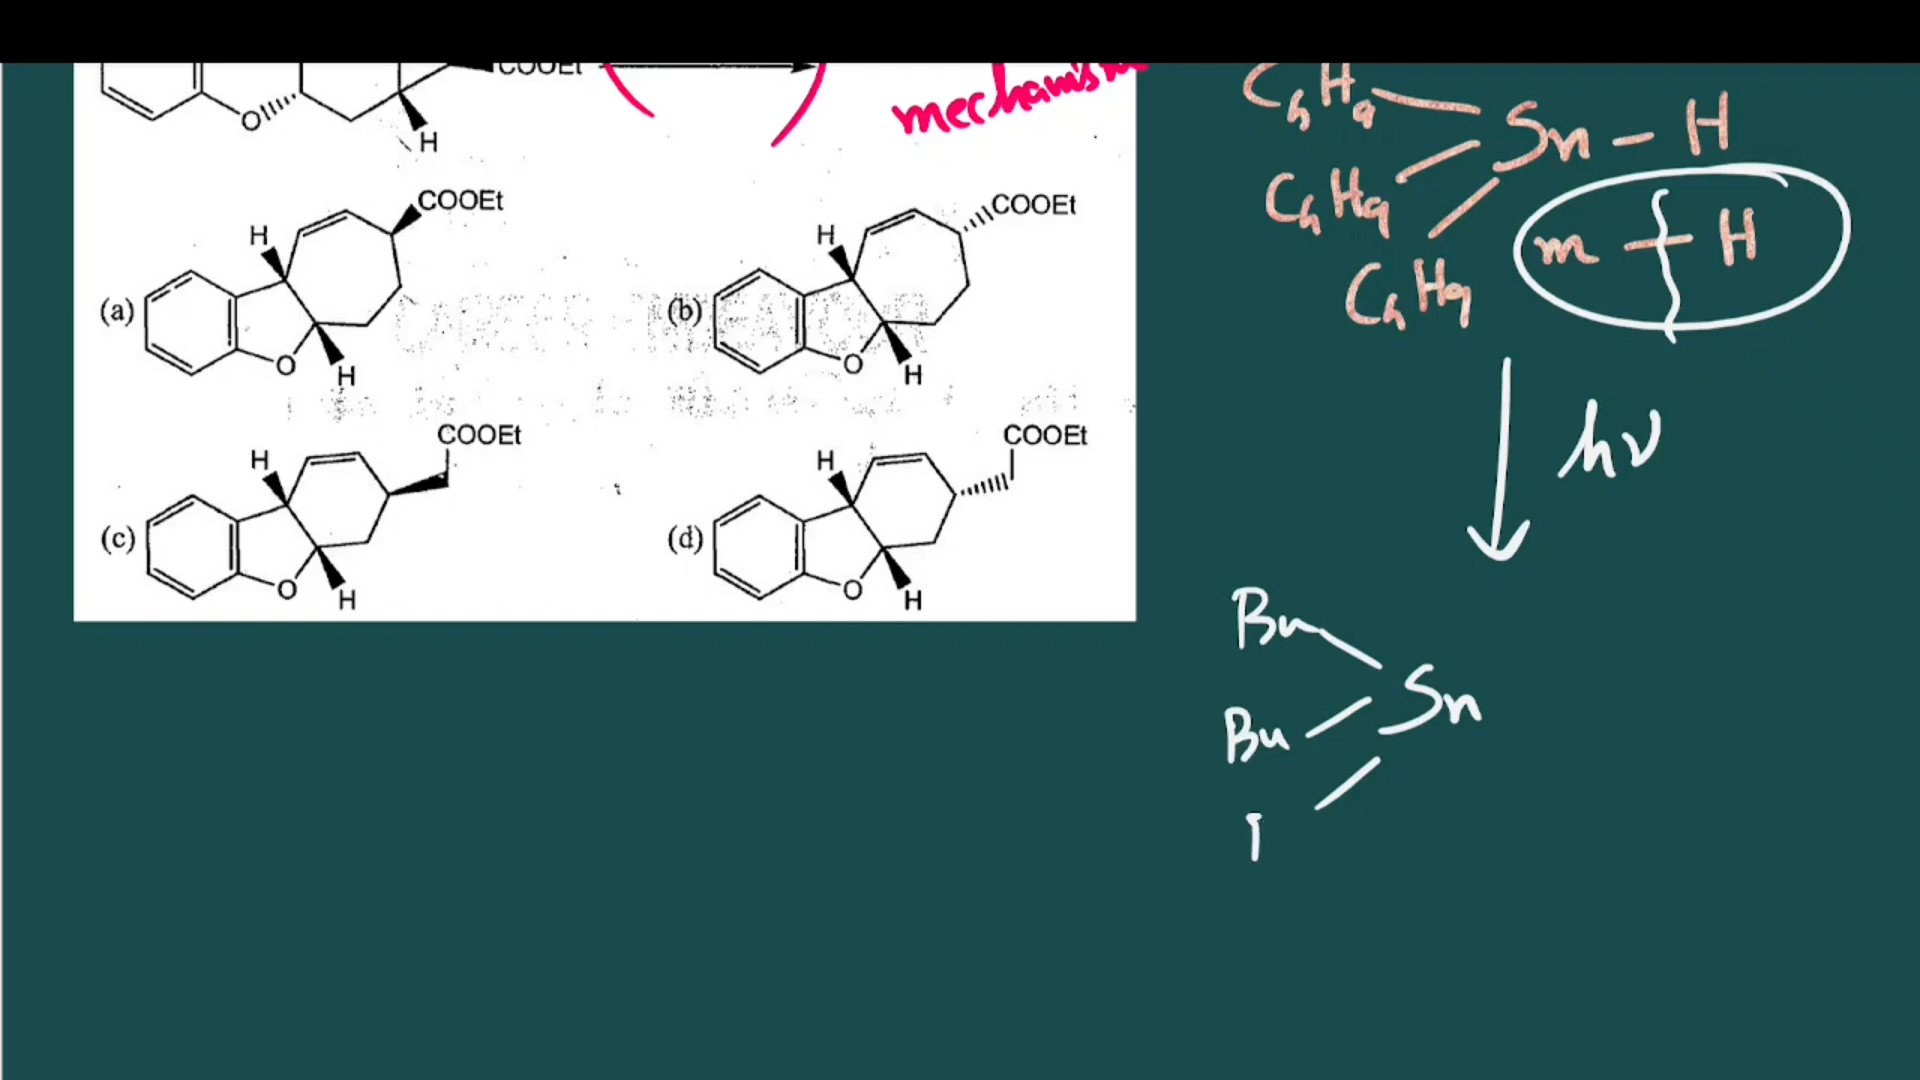 COOEt
O
H
mechanism
C₄H₉
Sn - H
C₄H₉
C₄H₉
m - H
hν
Bu
Bu
Sn
(a)
H
COOEt
O
H
(b)
H
COOEt
O
H
(c)
H
COOEt
O
H
(d)
H
COOEt
O
H